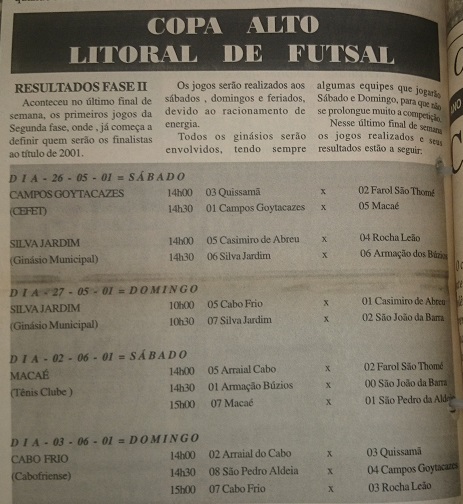 COPA ALTO
LITORAL DE FUTSAL
RESULTADOS FASE II
Aconteceu no último final de
semana, os primeiros jogos da
Segunda fase, onde , já começa a
definir quem serão os finalistas
ao título de 2001.
Os jogos serão realizados aos
sábados , domingos e feriados,
devido ao racionamento de
energia.
Todos os ginásios serão
envolvidos, tendo sempre
algumas equipes que jogarão
Sábado e Domingo, para que não
se prolongue muito a competição.
Nesse último final de semana
os jogos realizados e seus
resultados estão a seguir:
DIA - 26 - 05 - 01 = SÁBADO
CAMPOS GOYTACAZES 14h00 03 Quissamã x 02 Farol São Thomé
(CEFET) 14h30 01 Campos Goytacazes x 05 Macaé
SILVA JARDIM 14h00 05 Casimiro de Abreu x 04 Rocha Leão
(Ginásio Municipal) 14h30 06 Silva Jardim x 06 Armação dos Búzios
DIA - 27 - 05 - 01 = DOMINGO
SILVA JARDIM 10h00 05 Cabo Frio x 01 Casimiro de Abreu
(Ginásio Municipal) 10h30 07 Silva Jardim x 02 São João da Barra
DIA - 02 - 06 - 01 = SÁBADO
MACAÉ 14h00 05 Arraial Cabo x 02 Farol São Thomé
(Tênis Clube ) 14h30 01 Armação Búzios x 00 São João da Barra
15h00 07 Macaé x 01 São Pedro da Aldeia
DIA - 03 - 06 - 01 = DOMINGO
CABO FRIO 14h00 02 Arraial do Cabo x 03 Quissamã
(Cabofriense) 14h30 08 São Pedro Aldeia x 04 Campos Goytacazes
15h00 07 Cabo Frio x 03 Rocha Leão